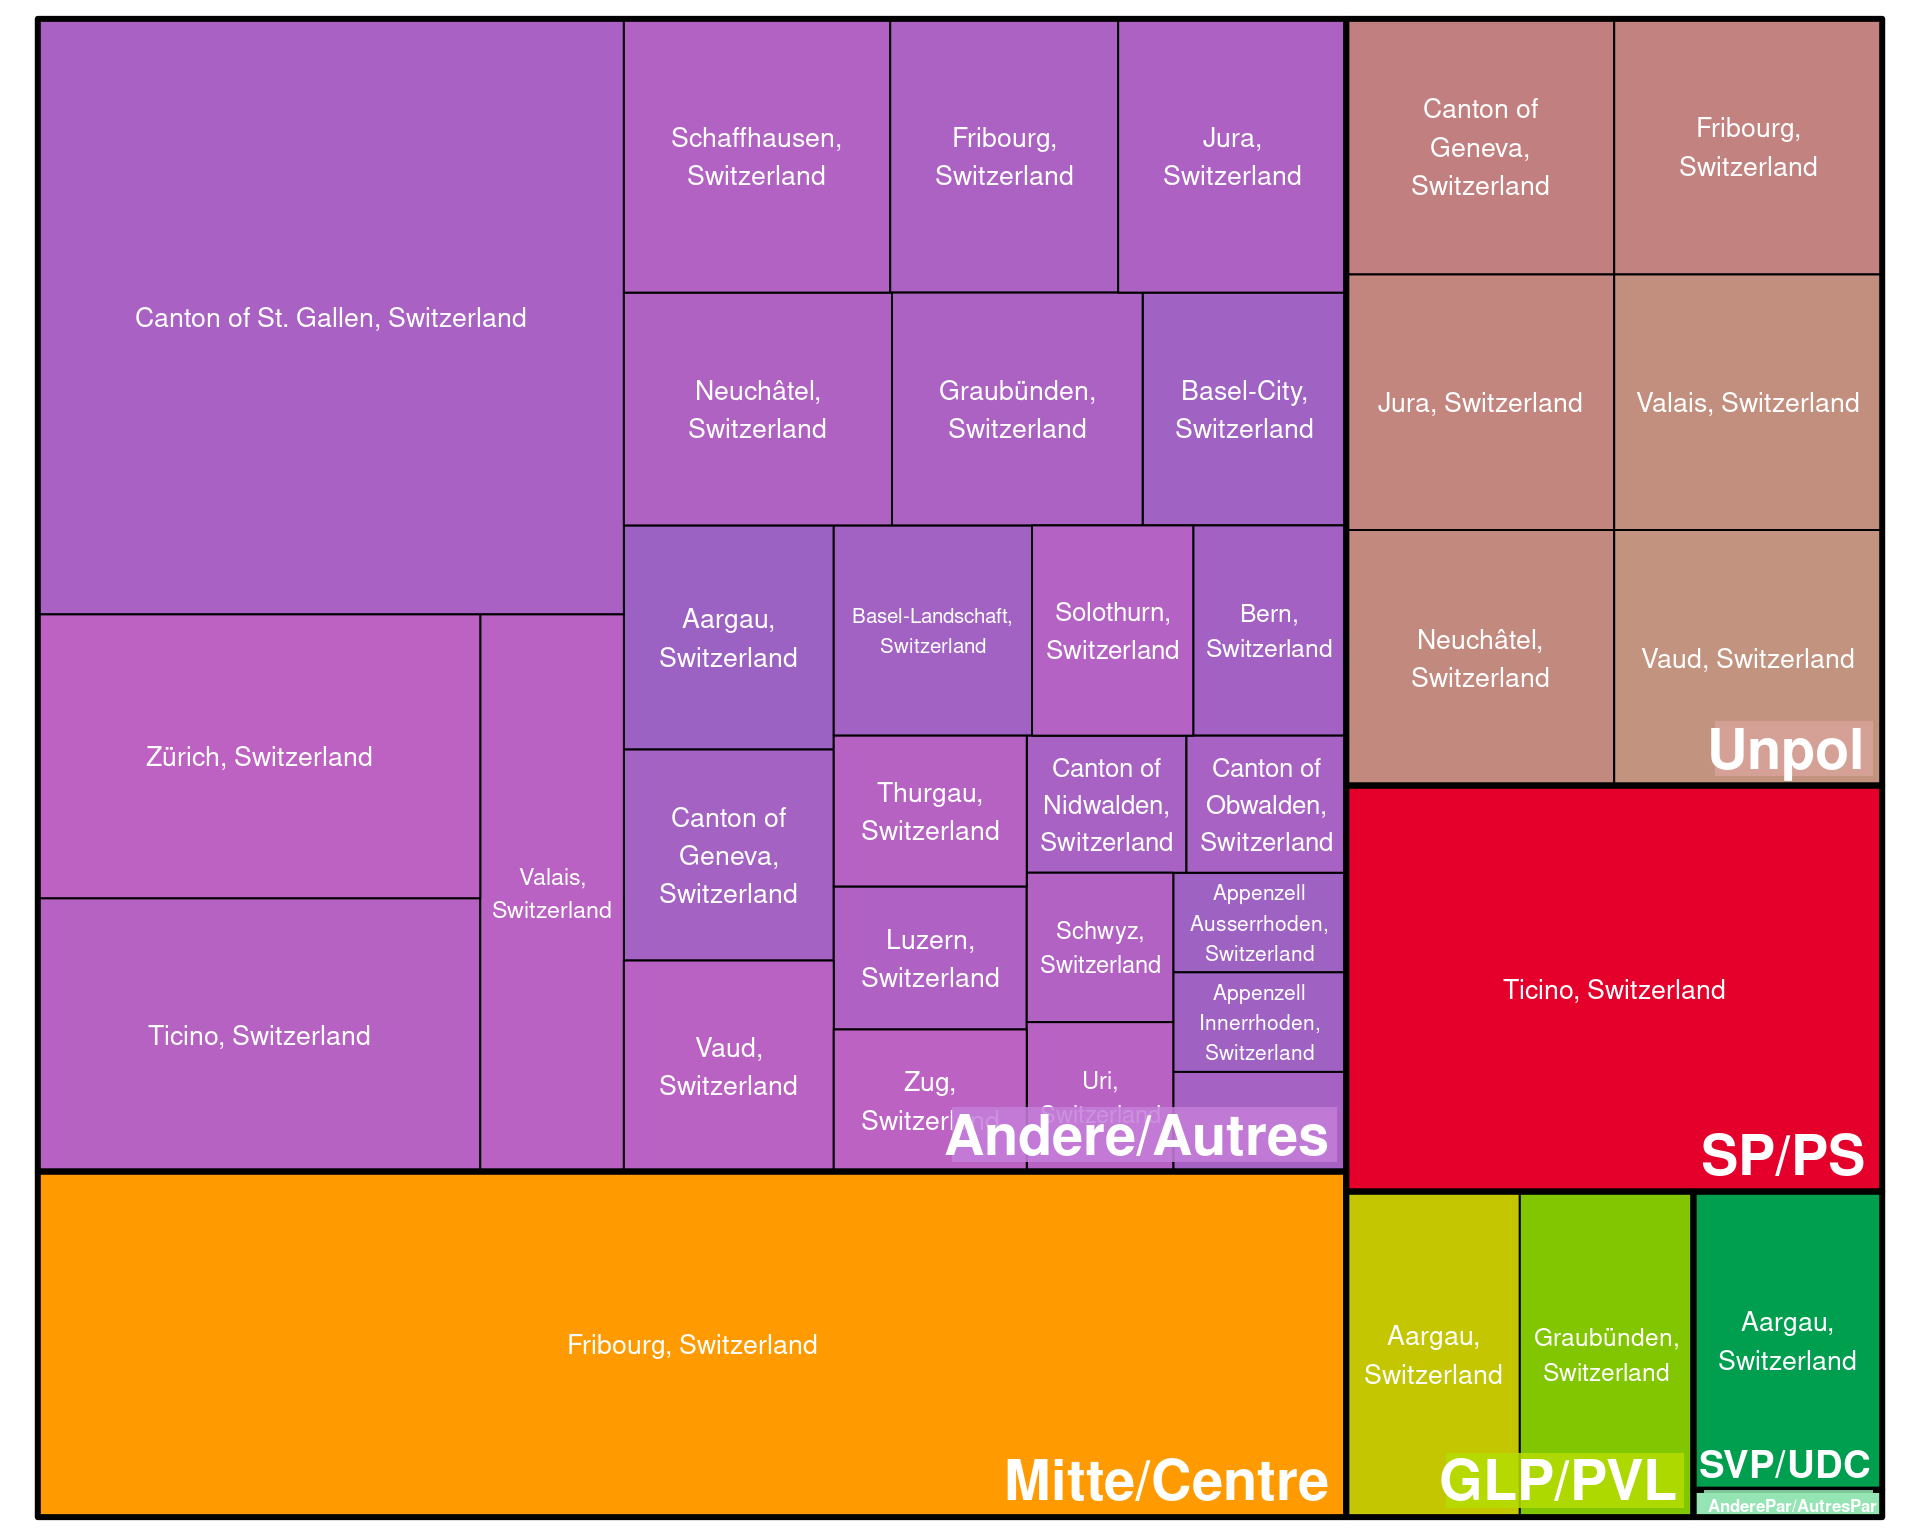 Canton of St. Gallen, Switzerland
Schaffhausen,
Switzerland
Fribourg,
Switzerland
Jura,
Switzerland
Neuchâtel,
Switzerland
Graubünden,
Switzerland
Basel-City,
Switzerland
Zürich, Switzerland
Ticino, Switzerland
Valais,
Switzerland
Aargau,
Switzerland
Basel-Landschaft,
Switzerland
Solothurn,
Switzerland
Bern,
Switzerland
Canton of
Geneva,
Switzerland
Vaud,
Switzerland
Thurgau,
Switzerland
Canton of
Nidwalden,
Switzerland
Canton of
Obwalden,
Switzerland
Luzern,
Switzerland
Schwyz,
Switzerland
Appenzell
Ausserrhoden,
Switzerland
Appenzell
Innerrhoden,
Switzerland
Zug,
Switzerland
Uri,
Switzerland
Andere/Autres
Fribourg, Switzerland
Mitte/Centre
Canton of
Geneva,
Switzerland
Fribourg,
Switzerland
Jura, Switzerland
Valais, Switzerland
Neuchâtel,
Switzerland
Vaud, Switzerland
Unpol
Ticino, Switzerland
SP/PS
Aargau,
Switzerland
Graubünden,
Switzerland
GLP/PVL
Aargau,
Switzerland
SVP/UDC
AnderePar/AutresPar